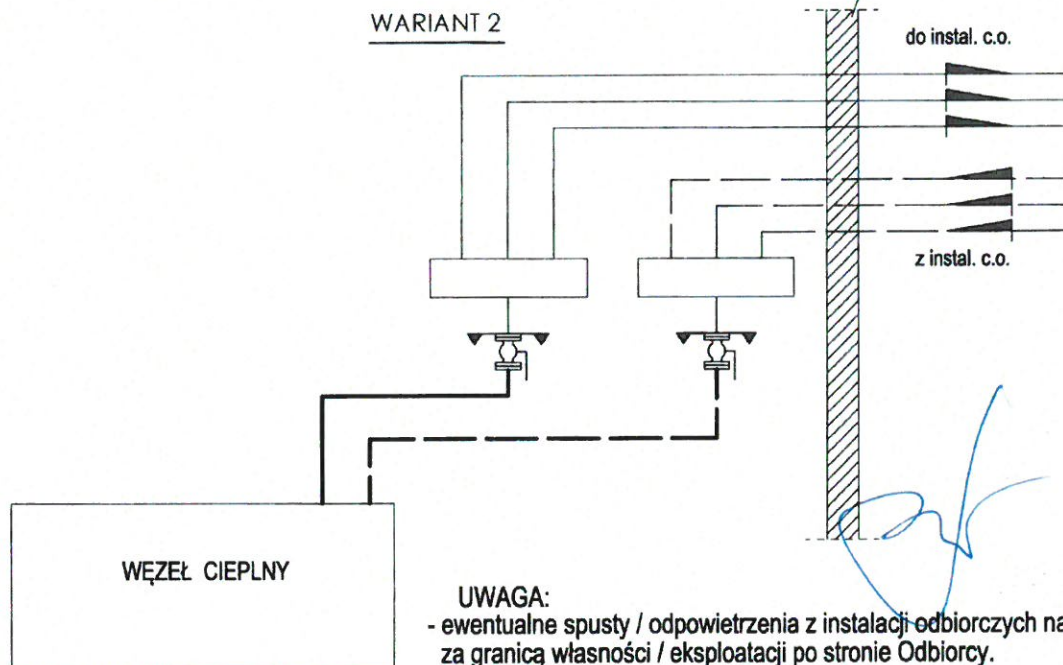 WARIANT 2
do instal. c.o.
z instal. c.o.
WĘZEŁ CIEPLNY
UWAGA:
- ewentualne spusty / odpowietrzenia z instalacji odbiorczych na
za granicą własności / eksploatacji po stronie Odbiorcy.